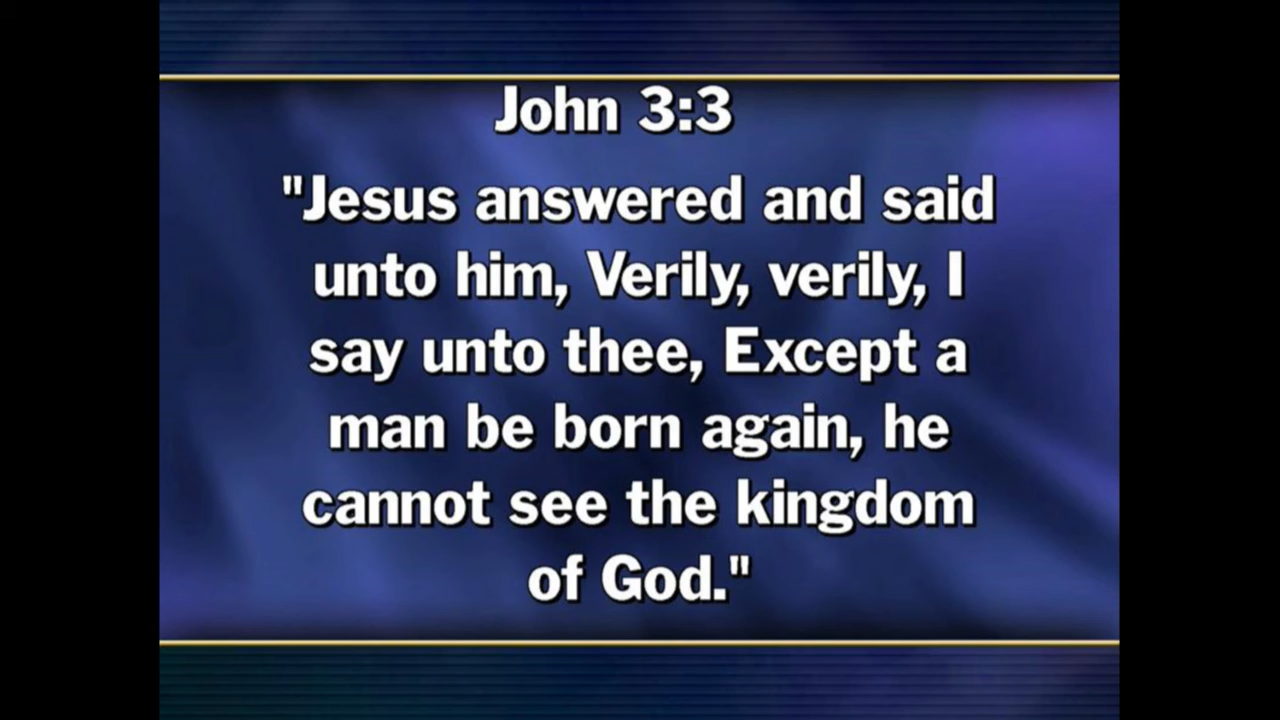 John 3:3
"Jesus answered and said
unto him, Verily, verily, I
say unto thee, Except a
man be born again, he
cannot see the kingdom
of God."